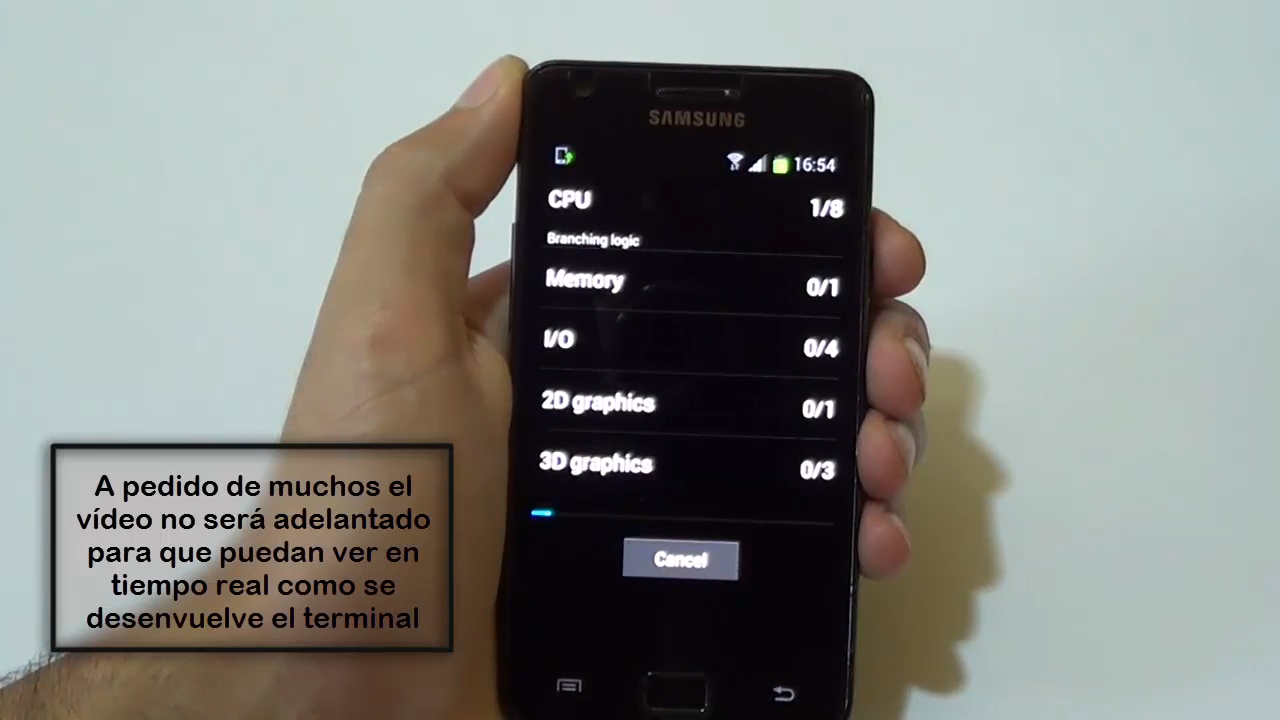 SAMSUNG
16:54
CPU 1/8
Branching logic
Memory 0/1
I/O 0/4
2D graphics 0/1
3D graphics 0/3
Cancel
A pedido de muchos el
vídeo no será adelantado
para que puedan ver en
tiempo real como se
desenvuelve el terminal